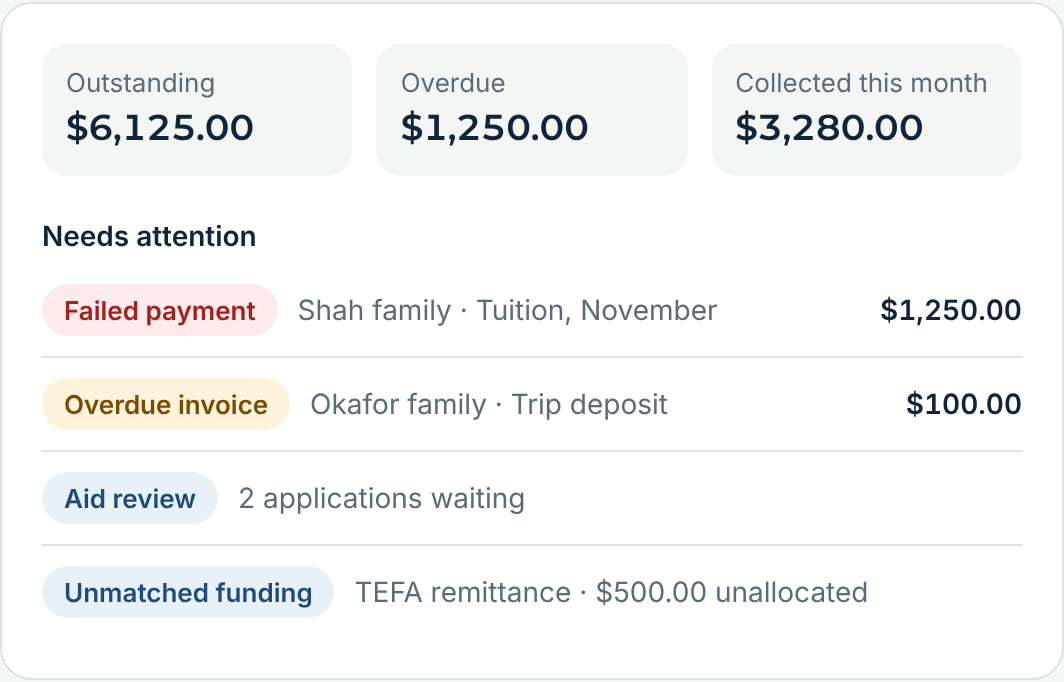 Outstanding
$6,125.00
Overdue
$1,250.00
Collected this month
$3,280.00
Needs attention
Failed payment Shah family · Tuition, November $1,250.00
Overdue invoice Okafor family · Trip deposit $100.00
Aid review 2 applications waiting
Unmatched funding TEFA remittance · $500.00 unallocated